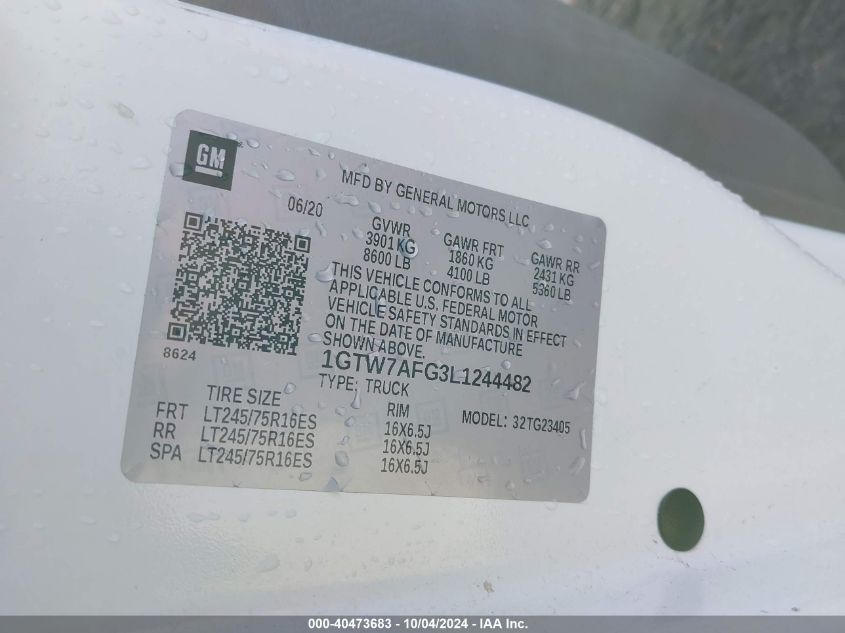 GM
MFD BY GENERAL MOTORS LLC
06/20
GVWR GAWR FRT GAWR RR
3901 KG 1860 KG 2431 KG
8600 LB 4100 LB 5360 LB
THIS VEHICLE CONFORMS TO ALL
APPLICABLE U.S. FEDERAL MOTOR
VEHICLE SAFETY STANDARDS IN EFFECT
ON THE DATE OF MANUFACTURE
SHOWN ABOVE.
8624
1GTW7AFG3L1244482
TYPE: TRUCK
TIRE SIZE RIM MODEL: 32TG23405
FRT LT245/75R16ES 16X6.5J
RR LT245/75R16ES 16X6.5J
SPA LT245/75R16ES 16X6.5J
000-40473683 - 10/04/2024 - IAA Inc.